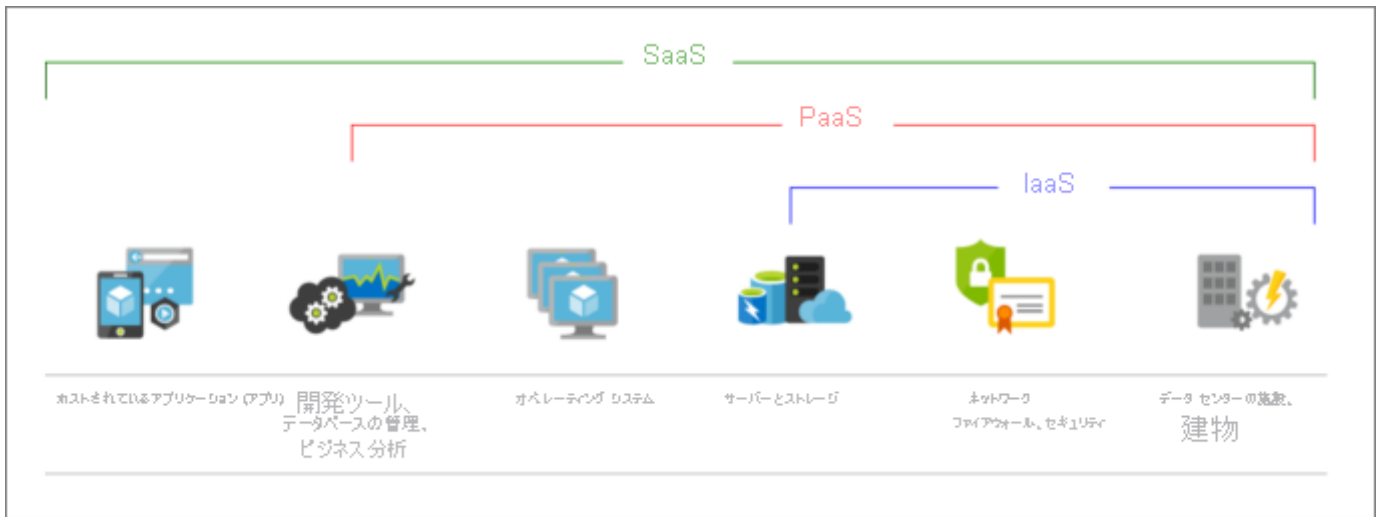 SaaS
PaaS
IaaS
ホストされているアプリケーション (アプリ)
開発ツール、
データベースの管理、
ビジネス分析
オペレーティング システム
サーバーとストレージ
ネットワーク
ファイアウォール、セキュリティ
データ センターの施設、
建物